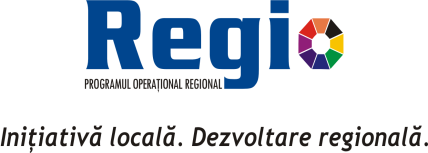 Regio
PROGRAMUL OPERAȚIONAL REGIONAL
Inițiativă locală. Dezvoltare regională.